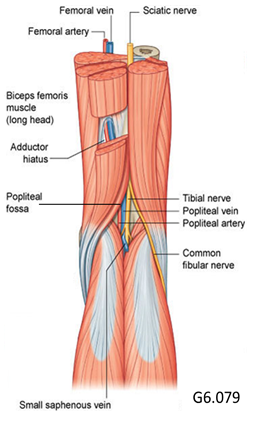 Femoral vein
Sciatic nerve
Femoral artery
Biceps femoris
muscle
(long head)
Adductor
hiatus
Popliteal
fossa
Tibial nerve
Popliteal vein
Popliteal artery
Common
fibular nerve
Small saphenous vein
G6.079